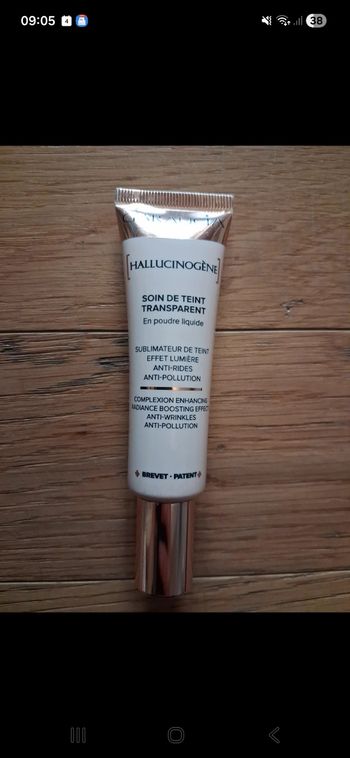 09:05
38
[HALLUCINOGÈNE]
SOIN DE TEINT
TRANSPARENT
En poudre liquide
SUBLIMATEUR DE TEINT
EFFET LUMIÈRE
ANTI-RIDES
ANTI-POLLUTION
COMPLEXION ENHANCING
RADIANCE BOOSTING EFFECT
ANTI-WRINKLES
ANTI-POLLUTION
BREVET - PATENT